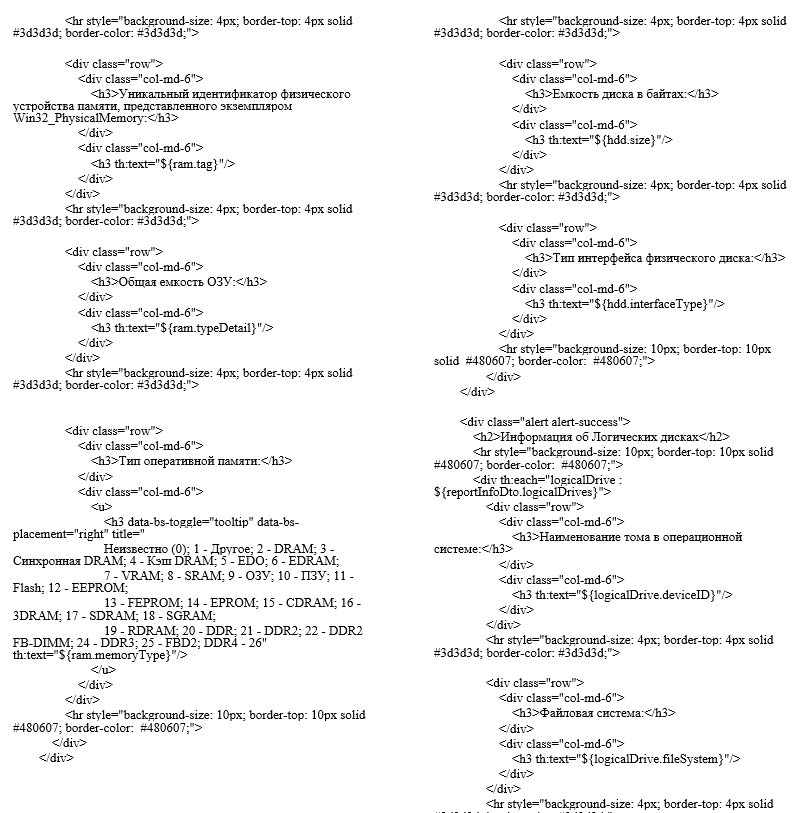 <hr style="background-size: 4px; border-top: 4px solid
#3d3d3d; border-color: #3d3d3d;">
<div class="row">
<div class="col-md-6">
<h3>Уникальный идентификатор физического
устройства памяти, представленного экземпляром
Win32_PhysicalMemory:</h3>
</div>
<div class="col-md-6">
<h3 th:text="${ram.tag}"/>
</div>
</div>
<hr style="background-size: 4px; border-top: 4px solid
#3d3d3d; border-color: #3d3d3d;">
<div class="row">
<div class="col-md-6">
<h3>Общая емкость ОЗУ:</h3>
</div>
<div class="col-md-6">
<h3 th:text="${ram.typeDetail}"/>
</div>
</div>
<hr style="background-size: 4px; border-top: 4px solid
#3d3d3d; border-color: #3d3d3d;">
<div class="row">
<div class="col-md-6">
<h3>Тип оперативной памяти:</h3>
</div>
<div class="col-md-6">
<u>
<h3 data-bs-toggle="tooltip" data-bs-
placement="right" title="
Неизвестно (0); 1 - Другое; 2 - DRAM; 3 -
Синхронная DRAM; 4 - Кэш DRAM; 5 - EDO; 6 - EDRAM;
7 - VRAM; 8 - SRAM; 9 - ОЗУ; 10 - ПЗУ; 11 -
Flash; 12 - EEPROM;
13 - FEPROM; 14 - EPROM; 15 - CDRAM; 16 -
3DRAM; 17 - SDRAM; 18 - SGRAM;
19 - RDRAM; 20 - DDR; 21 - DDR2; 22 - DDR2
FB-DIMM; 24 - DDR3; 25 - FBD2; DDR4 - 26"
th:text="${ram.memoryType}"/>
</u>
</div>
</div>
<hr style="background-size: 10px; border-top: 10px solid
#480607; border-color:  #480607;">
</div>
</div>
<hr style="background-size: 4px; border-top: 4px solid
#3d3d3d; border-color: #3d3d3d;">
<div class="row">
<div class="col-md-6">
<h3>Емкость диска в байтах:</h3>
</div>
<div class="col-md-6">
<h3 th:text="${hdd.size}"/>
</div>
</div>
<hr style="background-size: 4px; border-top: 4px solid
#3d3d3d; border-color: #3d3d3d;">
<div class="row">
<div class="col-md-6">
<h3>Тип интерфейса физического диска:</h3>
</div>
<div class="col-md-6">
<h3 th:text="${hdd.interfaceType}"/>
</div>
</div>
<hr style="background-size: 10px; border-top: 10px
solid  #480607; border-color:  #480607;">
</div>
</div>
<div class="alert alert-success">
<h2>Информация об Логических дисках</h2>
<hr style="background-size: 10px; border-top: 10px solid
#480607; border-color:  #480607;">
<div th:each="logicalDrive :
${reportInfoDto.logicalDrives}">
<div class="row">
<div class="col-md-6">
<h3>Наименование тома в операционной
системе:</h3>
</div>
<div class="col-md-6">
<h3 th:text="${logicalDrive.deviceID}"/>
</div>
</div>
<hr style="background-size: 4px; border-top: 4px solid
#3d3d3d; border-color: #3d3d3d;">
<div class="row">
<div class="col-md-6">
<h3>Файловая система:</h3>
</div>
<div class="col-md-6">
<h3 th:text="${logicalDrive.fileSystem}"/>
</div>
</div>
<hr style="background-size: 4px; border-top: 4px solid